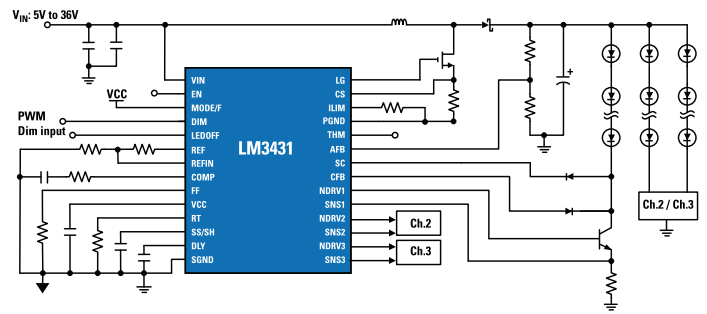 VIN: 5V to 36V
VCC
PWM
Dim input
LM3431
VIN
EN
MODE/F
DIM
LEDOFF
REF
REFIN
COMP
FF
VCC
RT
SS/SH
DLY
SGND
LG
CS
ILIM
PGND
THM
AFB
SC
CFB
NDRV1
SNS1
NDRV2
SNS2
NDRV3
SNS3
Ch.2
Ch.3
+
Ch.2 / Ch.3